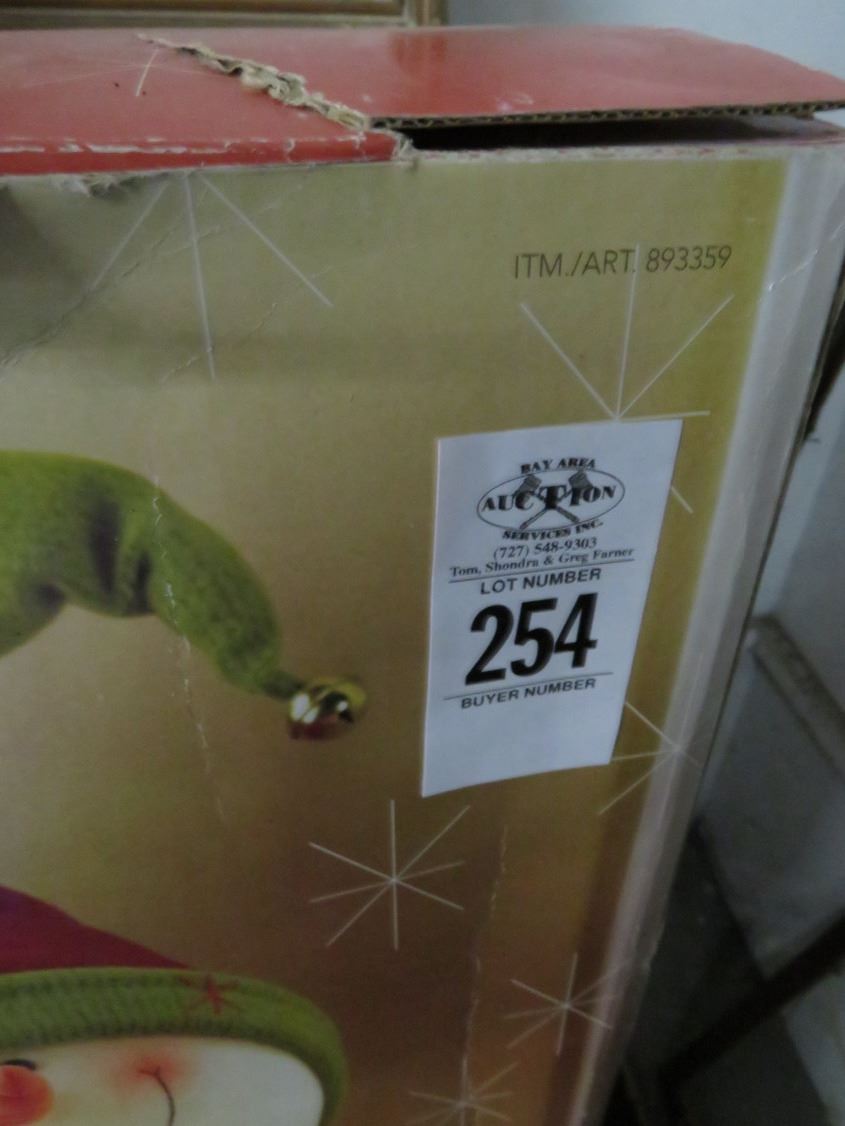 ITM./ART. 893359
BAY AREA
AUCTION
SERVICES INC.
(727) 548-9303
Tom, Shondra & Greg Farner
LOT NUMBER
254
BUYER NUMBER